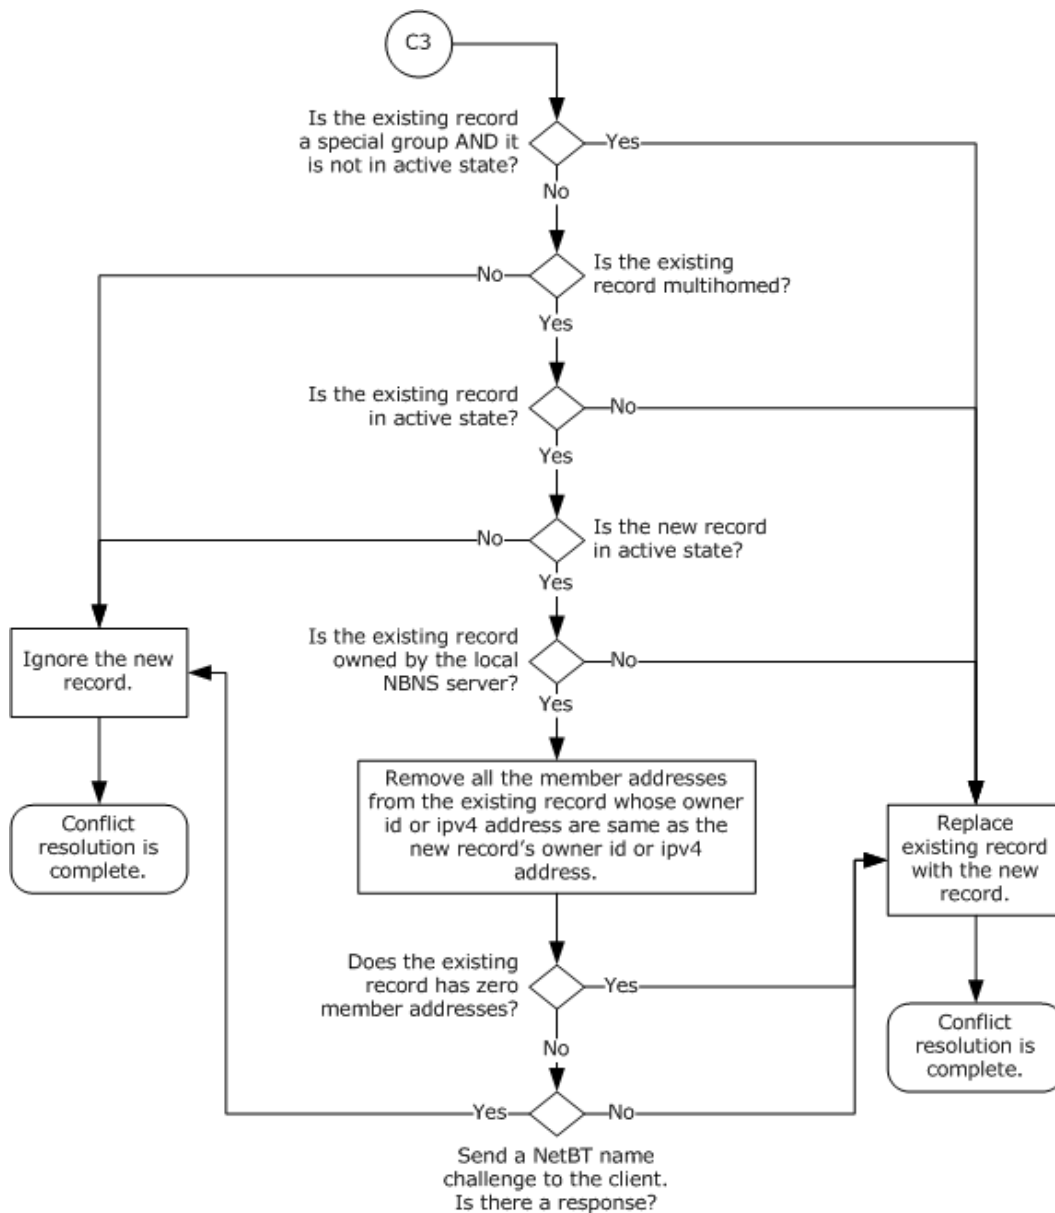 C3
Is the existing record
a special group AND it
is not in active state?
Yes
No
Is the existing
record multihomed?
No
Yes
Is the existing record
in active state?
No
Yes
Is the new record
in active state?
No
Yes
Is the existing record
owned by the local
NBNS server?
No
Yes
Ignore the new
record.
Conflict
resolution is
complete.
Remove all the member addresses
from the existing record whose owner
id or ipv4 address are same as the
new record's owner id or ipv4
address.
Replace
existing record
with the new
record.
Does the existing
record has zero
member addresses?
Yes
No
Conflict
resolution is
complete.
Yes
No
Send a NetBT name
challenge to the client.
Is there a response?